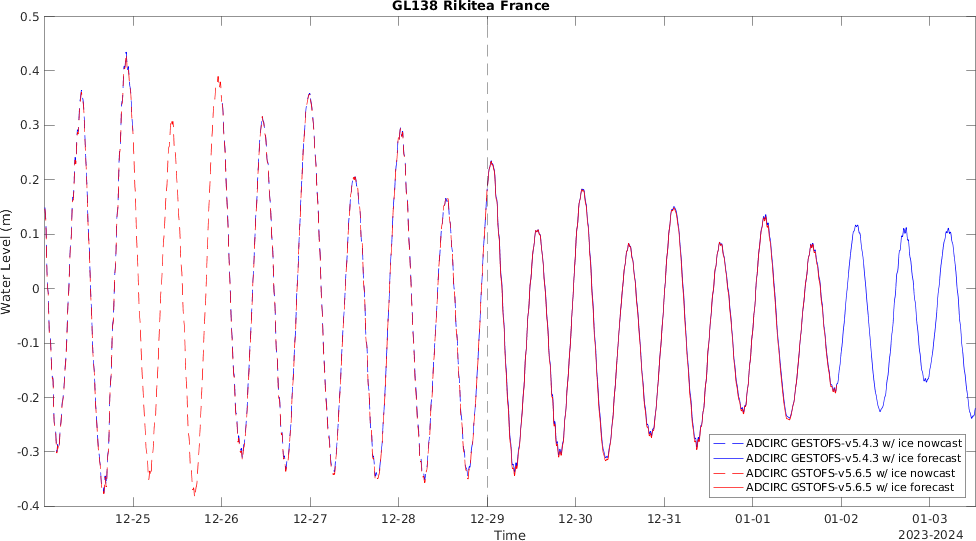 GL138 Rikitea France
0.5
0.4
0.3
0.2
0.1
0
-0.1
-0.2
-0.3
-0.4
Water Level (m)
12-25 12-26 12-27 12-28 12-29 12-30 12-31 01-01 01-02 01-03
Time
2023-2024
ADCIRC GESTOFS-v5.4.3 w/ ice nowcast
ADCIRC GESTOFS-v5.4.3 w/ ice forecast
ADCIRC GSTOFS-v5.6.5 w/ ice nowcast
ADCIRC GSTOFS-v5.6.5 w/ ice forecast